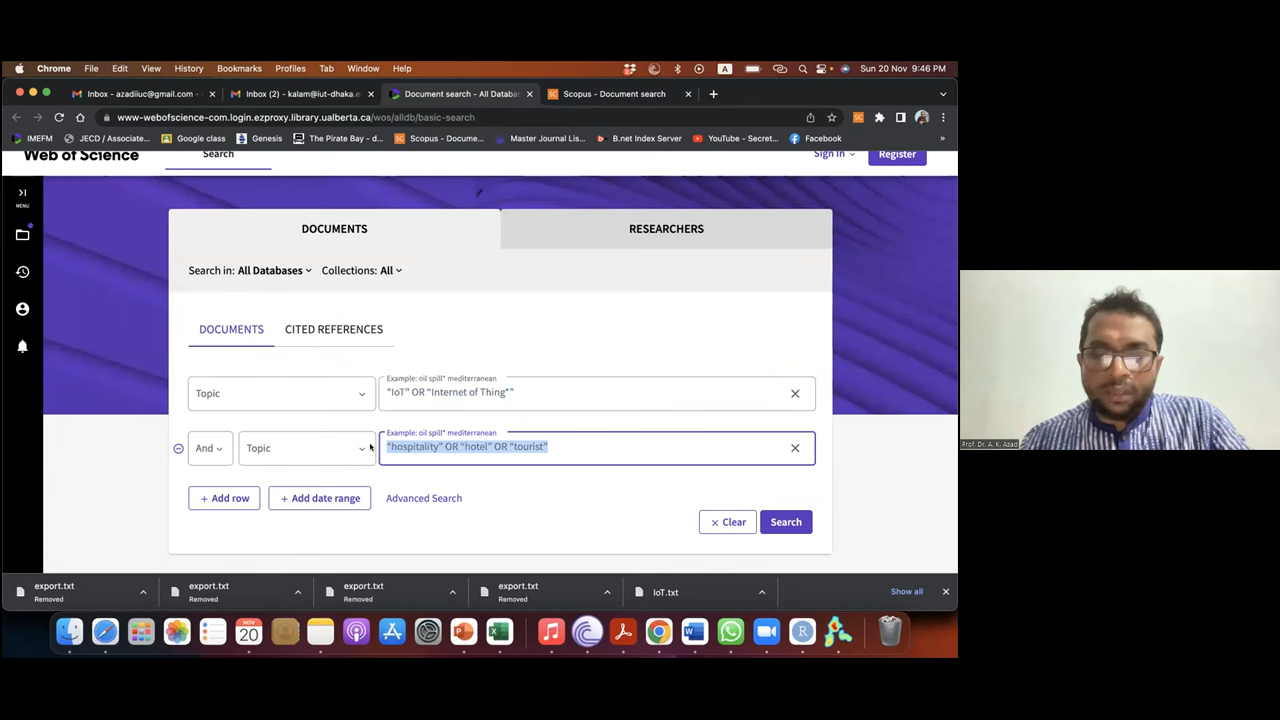 Chrome File Edit View History Bookmarks Profiles Tab Window Help A Sun 20 Nov 9:46 PM
Inbox - azadiiuc@gmail.com - Inbox (2) - kalam@iut-dhaka.e Document search - All Databas Scopus - Document search
www-webofscience-com.login.ezproxy.library.ualberta.ca/wos/alldb/basic-search
IMEFM JECD / Associate... Google class Genesis The Pirate Bay - d... Scopus - Docume... Master Journal Lis... B.net Index Server YouTube - Secret... Facebook »
Web of Science Search Sign In Register
MENU
DOCUMENTS RESEARCHERS
Search in: All Databases Collections: All
DOCUMENTS CITED REFERENCES
Example: oil spill* mediterranean
Topic "IoT" OR "Internet of Thing*"
Example: oil spill* mediterranean
And Topic "hospitality" OR "hotel" OR "tourist"
+ Add row + Add date range Advanced Search
× Clear Search
Prof. Dr. A. K. Azad
export.txt export.txt export.txt export.txt IoT.txt Show all
Removed Removed Removed Removed
NOV
20